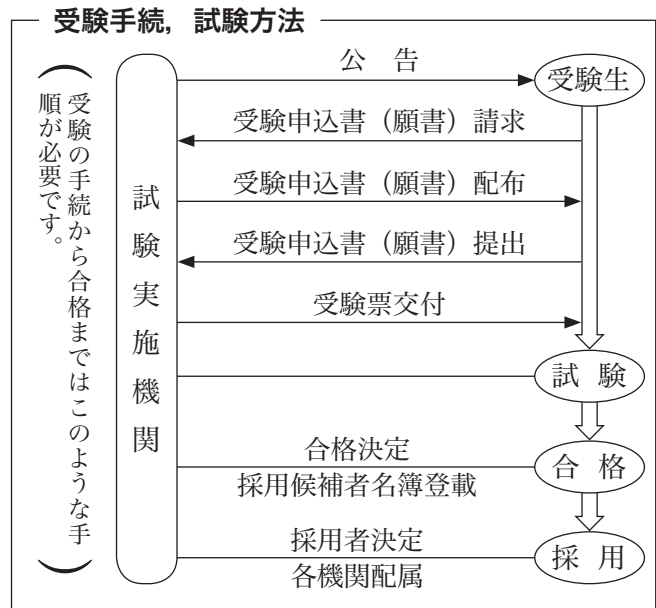 受験手続，試験方法
（受験の手続から合格まではこのような手
順が必要です。）
試験実施機関
公　告
受験生
受験申込書（願書）請求
受験申込書（願書）配布
受験申込書（願書）提出
受験票交付
試　験
合格決定
採用候補者名簿登載
合　格
採用者決定
各機関配属
採　用